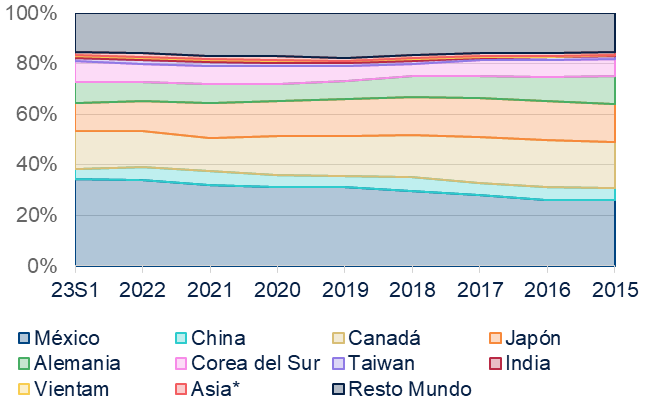 100%
80%
60%
40%
20%
0%
23S1 2022 2021 2020 2019 2018 2017 2016 2015
México China Canadá Japón
Alemania Corea del Sur Taiwan India
Vientam Asia* Resto Mundo